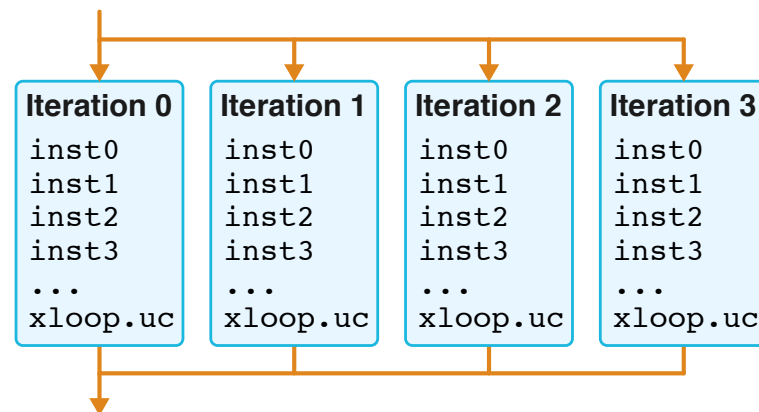 Iteration 0
inst0
inst1
inst2
inst3
...
xloop.uc
Iteration 1
inst0
inst1
inst2
inst3
...
xloop.uc
Iteration 2
inst0
inst1
inst2
inst3
...
xloop.uc
Iteration 3
inst0
inst1
inst2
inst3
...
xloop.uc